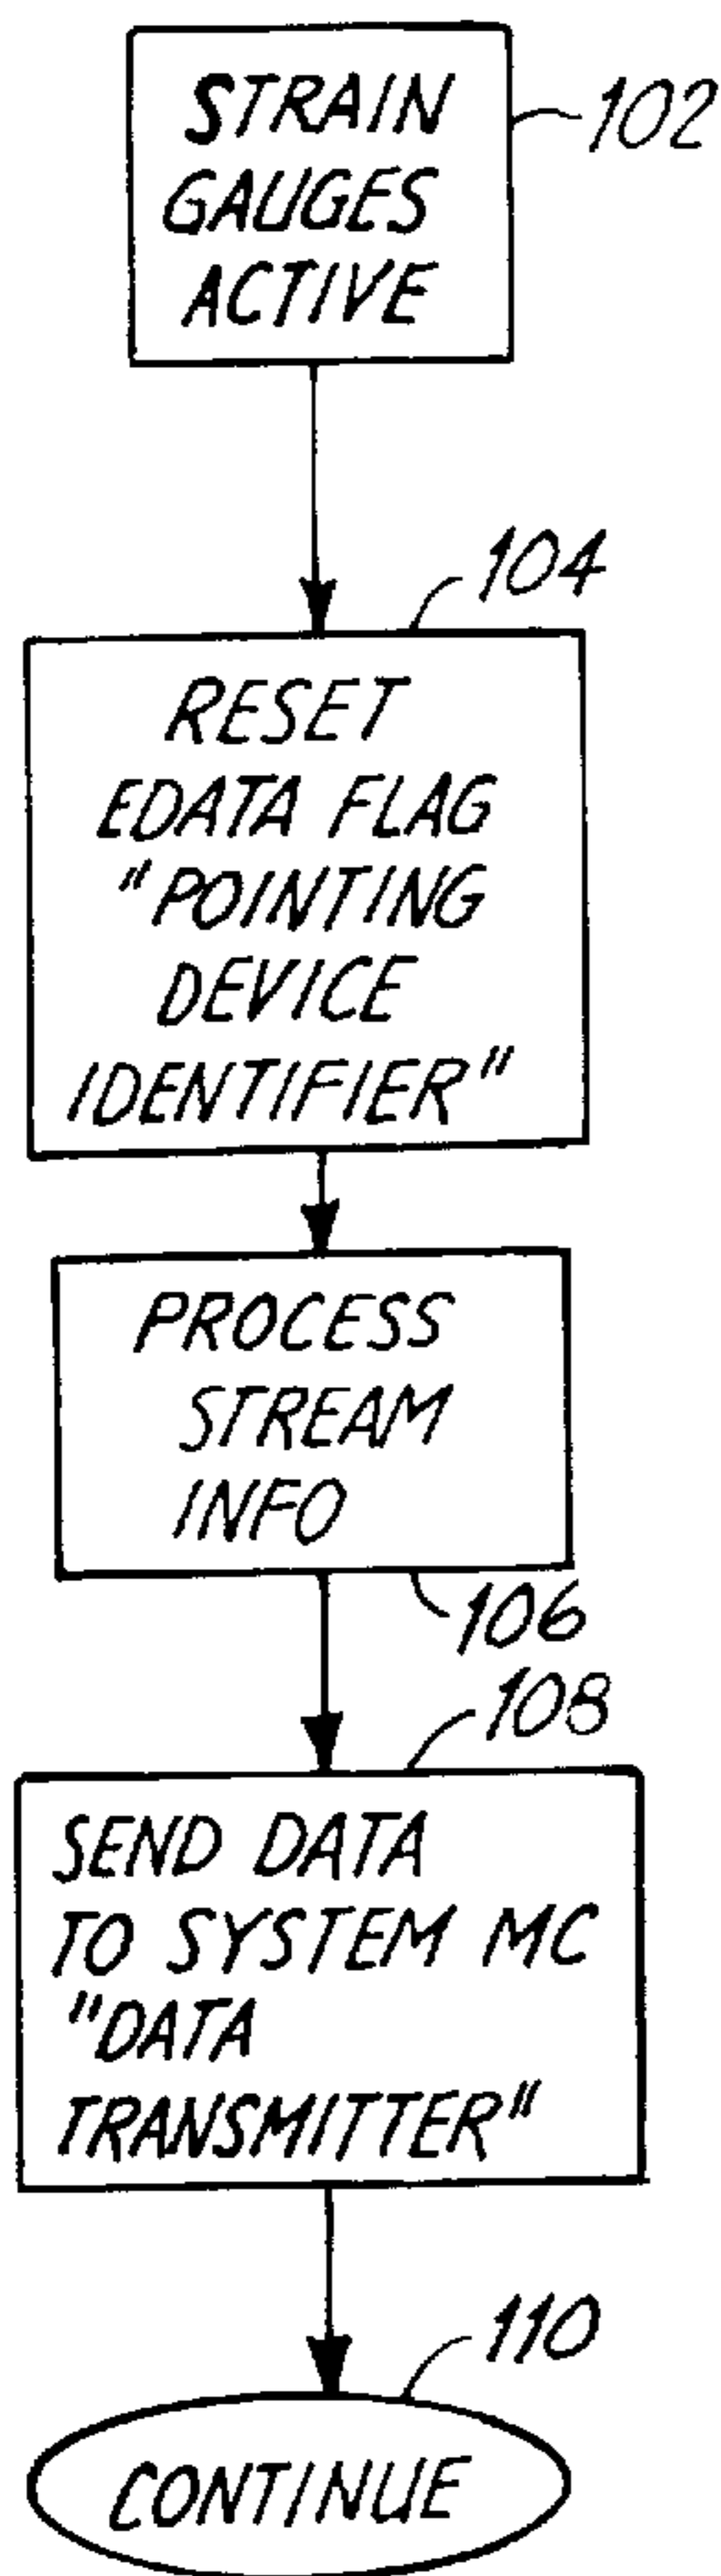 STRAIN
GAUGES
ACTIVE
102
104
RESET
EDATA FLAG
"POINTING
DEVICE
IDENTIFIER"
PROCESS
STREAM
INFO
106
108
SEND DATA
TO SYSTEM MC
"DATA
TRANSMITTER"
110
CONTINUE